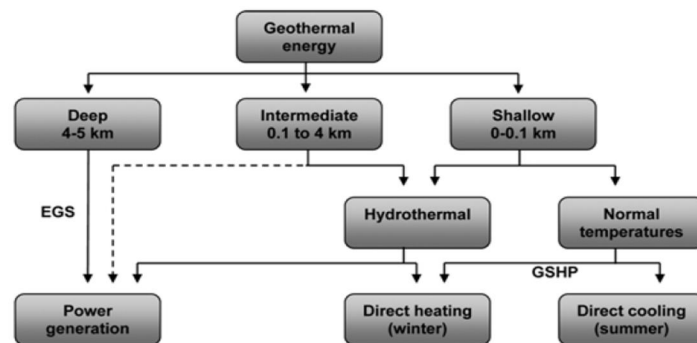 Geothermal
energy
Deep
4-5 km
Intermediate
0.1 to 4 km
Shallow
0-0.1 km
EGS
Hydrothermal
Normal
temperatures
GSHP
Power
generation
Direct heating
(winter)
Direct cooling
(summer)